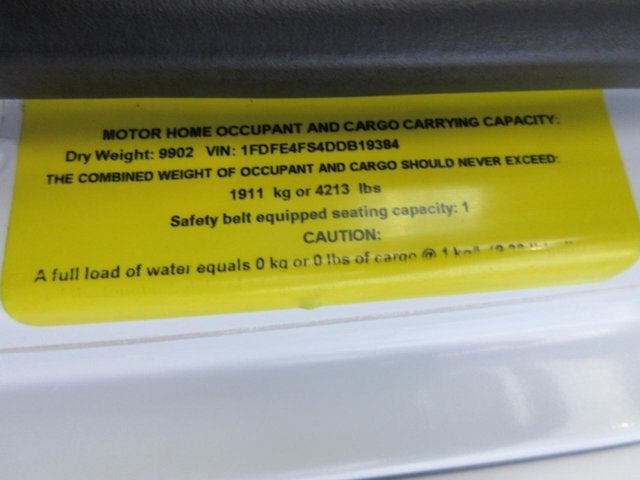 MOTOR HOME OCCUPANT AND CARGO CARRYING CAPACITY:
Dry Weight: 9902 VIN: 1FDFE4FS4DDB19384
THE COMBINED WEIGHT OF OCCUPANT AND CARGO SHOULD NEVER EXCEED:
1911 kg or 4213 lbs
Safety belt equipped seating capacity: 1
CAUTION:
A full load of water equals 0 kg or 0 lbs of cargo @ 1